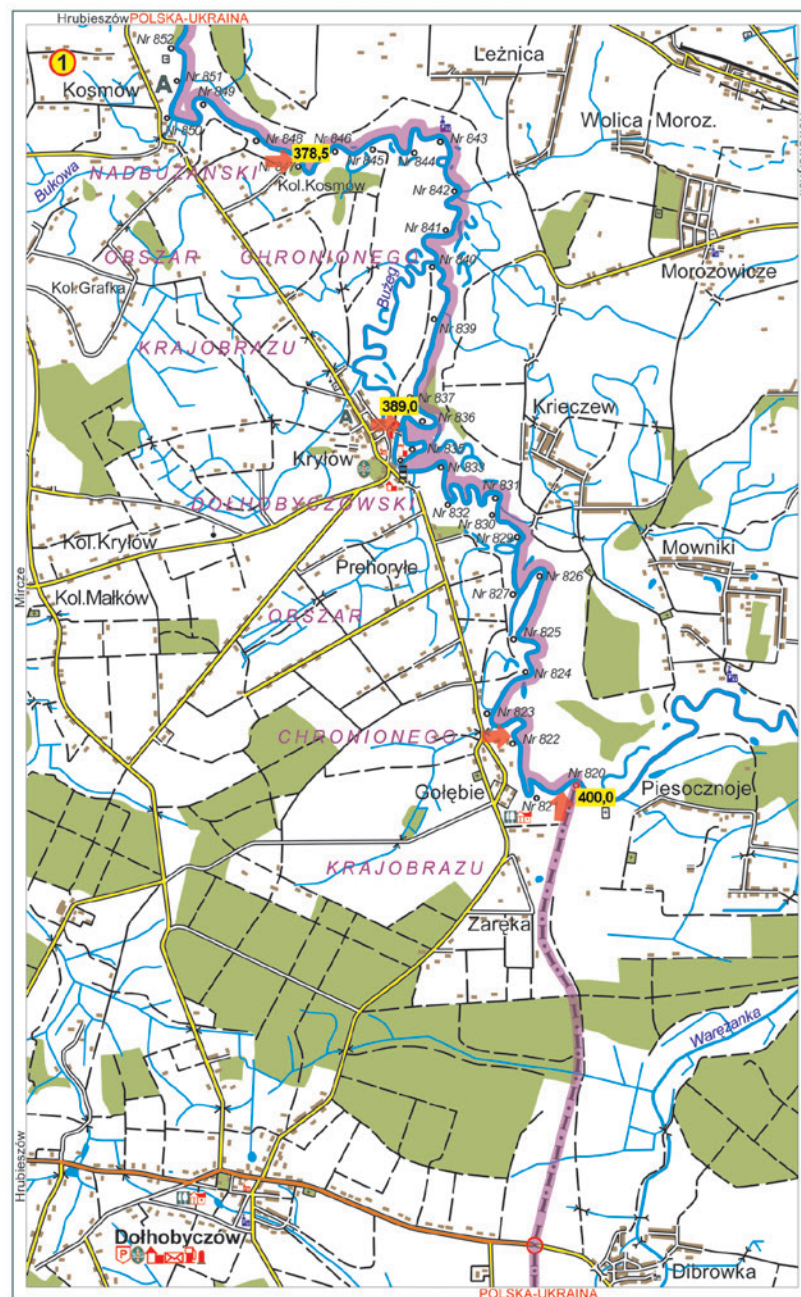 Hrubieszów POLSKA-UKRAINA
1
Nr 852
Leżnica
Nr 851
A
Kosmów
Nr 849
Nr 850
Wolica Moroz.
Nr 848
Nr 846
Nr 843
378,5
Nr 845
Nr 844
NADBUŻAŃSKI
Kol.Kosmów
Bukowa
Nr 842
Nr 841
OBSZAR CHRONIONEGO
Nr 840
Morozowicze
Kol.Grafka
Bużeg
Nr 839
KRAJOBRAZU
Nr 837
389,0
A
Nr 836
Krieczew
Nr 835
Kryłów
Nr 833
Nr 831
DOŁHOBYCZOWSKI
Nr 832
Nr 830
Nr 829
Kol.Kryłów
Mowniki
Prehoryłe
Nr 826
Mircze
Kol.Małków
Nr 827
OBSZAR
Nr 825
Nr 824
Nr 823
CHRONIONEGO
Nr 822
Nr 820
Gołębie
400,0
Piesocznoje
Nr 82
KRAJOBRAZU
Zaręka
Warężanka
Hrubieszów
Dołhobyczów
P
Dibrowka
POLSKA-UKRAINA